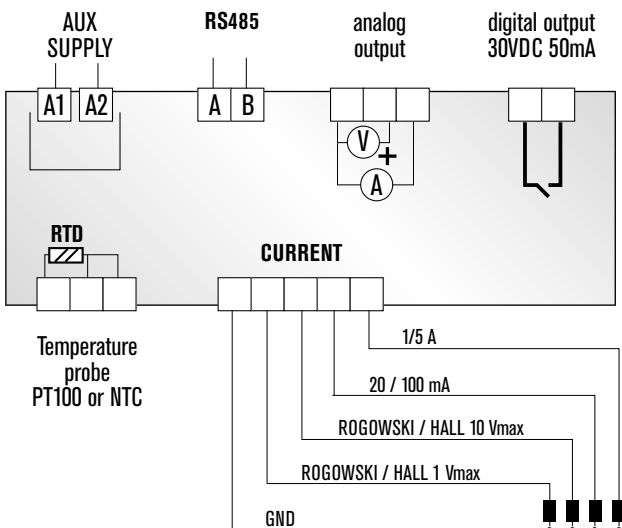 AUX
SUPPLY
RS485
analog
output
digital output
30VDC 50mA
A1 A2
A B
V
+
A
RTD
CURRENT
Temperature
probe
PT100 or NTC
1/5 A
20 / 100 mA
ROGOWSKI / HALL 10 Vmax
ROGOWSKI / HALL 1 Vmax
GND